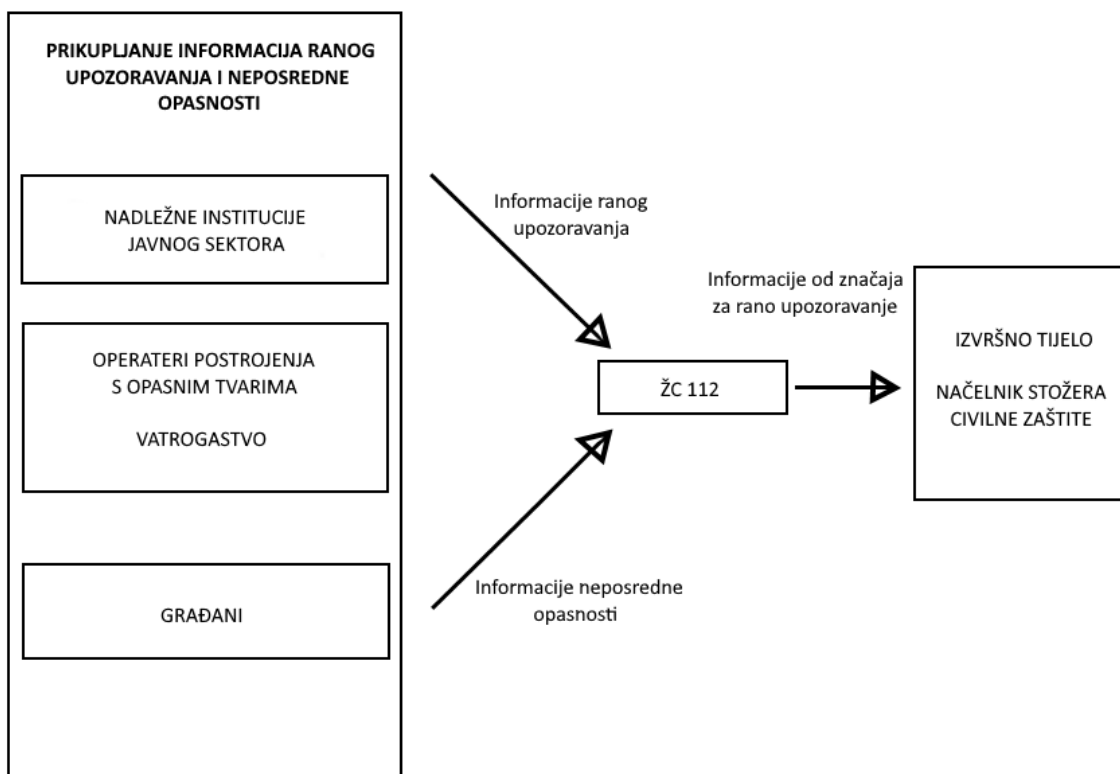 PRIKUPLJANJE INFORMACIJA RANOG
UPOZORAVANJA I NEPOSREDNE
OPASNOSTI
NADLEŽNE INSTITUCIJE
JAVNOG SEKTORA
OPERATERI POSTROJENJA
S OPASNIM TVARIMA
VATROGASTVO
GRAĐANI
Informacije ranog
upozoravanja
Informacije neposredne
opasnosti
ŽC 112
Informacije od značaja
za rano upozoravanje
IZVRŠNO TIJELO
NAČELNIK STOŽERA
CIVILNE ZAŠTITE